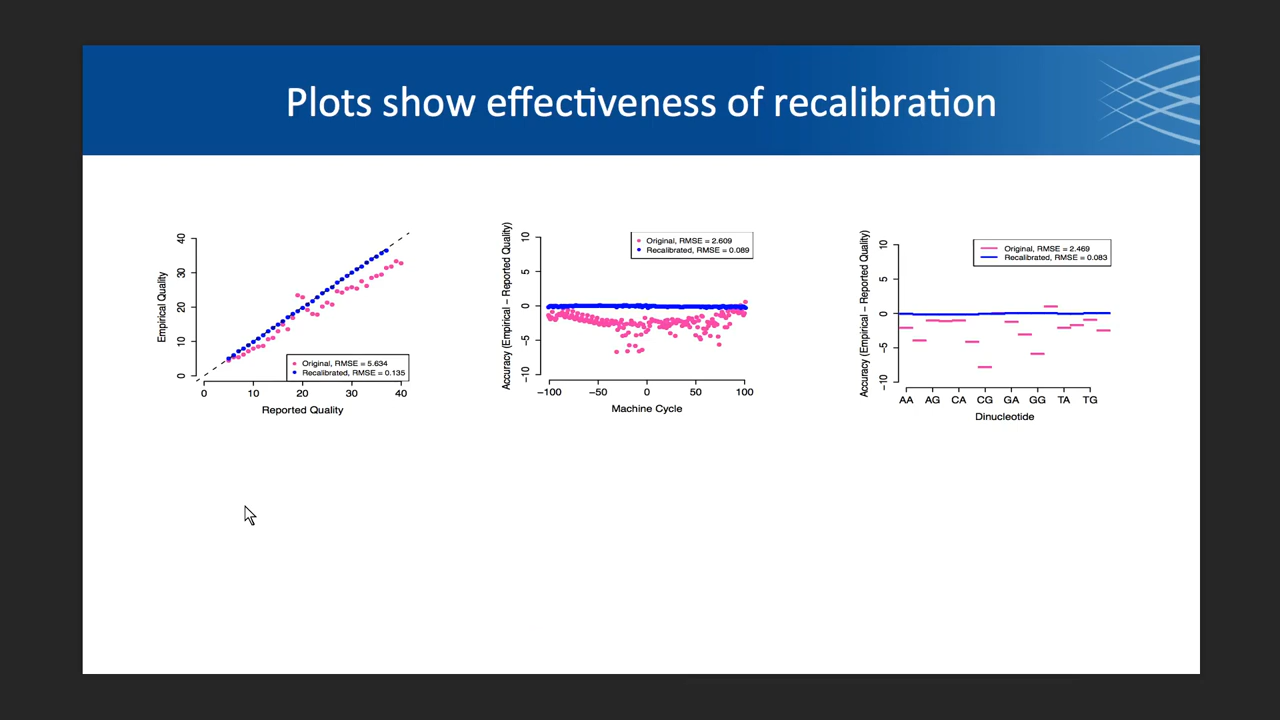 Plots show effectiveness of recalibration
Empirical Quality
40
30
20
10
0
Original, RMSE = 5.634
Recalibrated, RMSE = 0.135
0 10 20 30 40
Reported Quality
Accuracy (Empirical − Reported Quality)
10
5
0
−5
−10
Original, RMSE = 2.609
Recalibrated, RMSE = 0.089
−100 −50 0 50 100
Machine Cycle
Accuracy (Empirical − Reported Quality)
10
5
0
−5
−10
Original, RMSE = 2.469
Recalibrated, RMSE = 0.083
AA AG CA CG GA GG TA TG
Dinucleotide